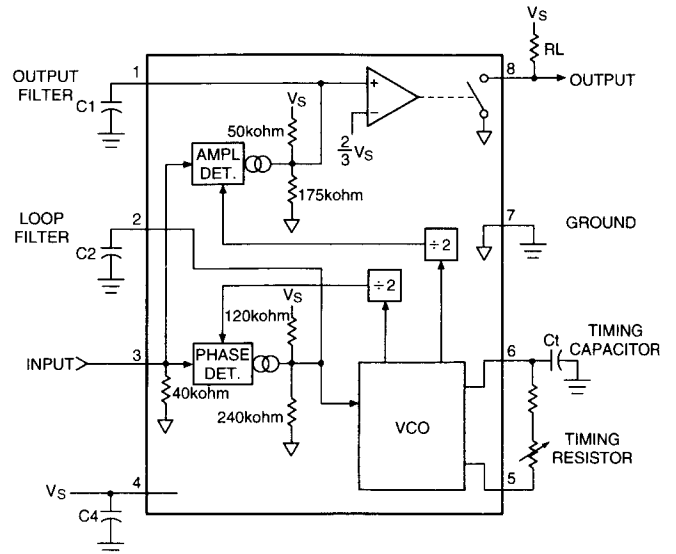 VS
RL
8
OUTPUT
OUTPUT
FILTER
C1
1
VS
50kohm
+
−
2/3 VS
AMPL
DET.
175kohm
LOOP
FILTER
C2
2
7
GROUND
÷2
÷2
VS
120kohm
INPUT
3
PHASE
DET.
40kohm
240kohm
VCO
6
Ct
TIMING
CAPACITOR
TIMING
RESISTOR
5
VS
4
C4